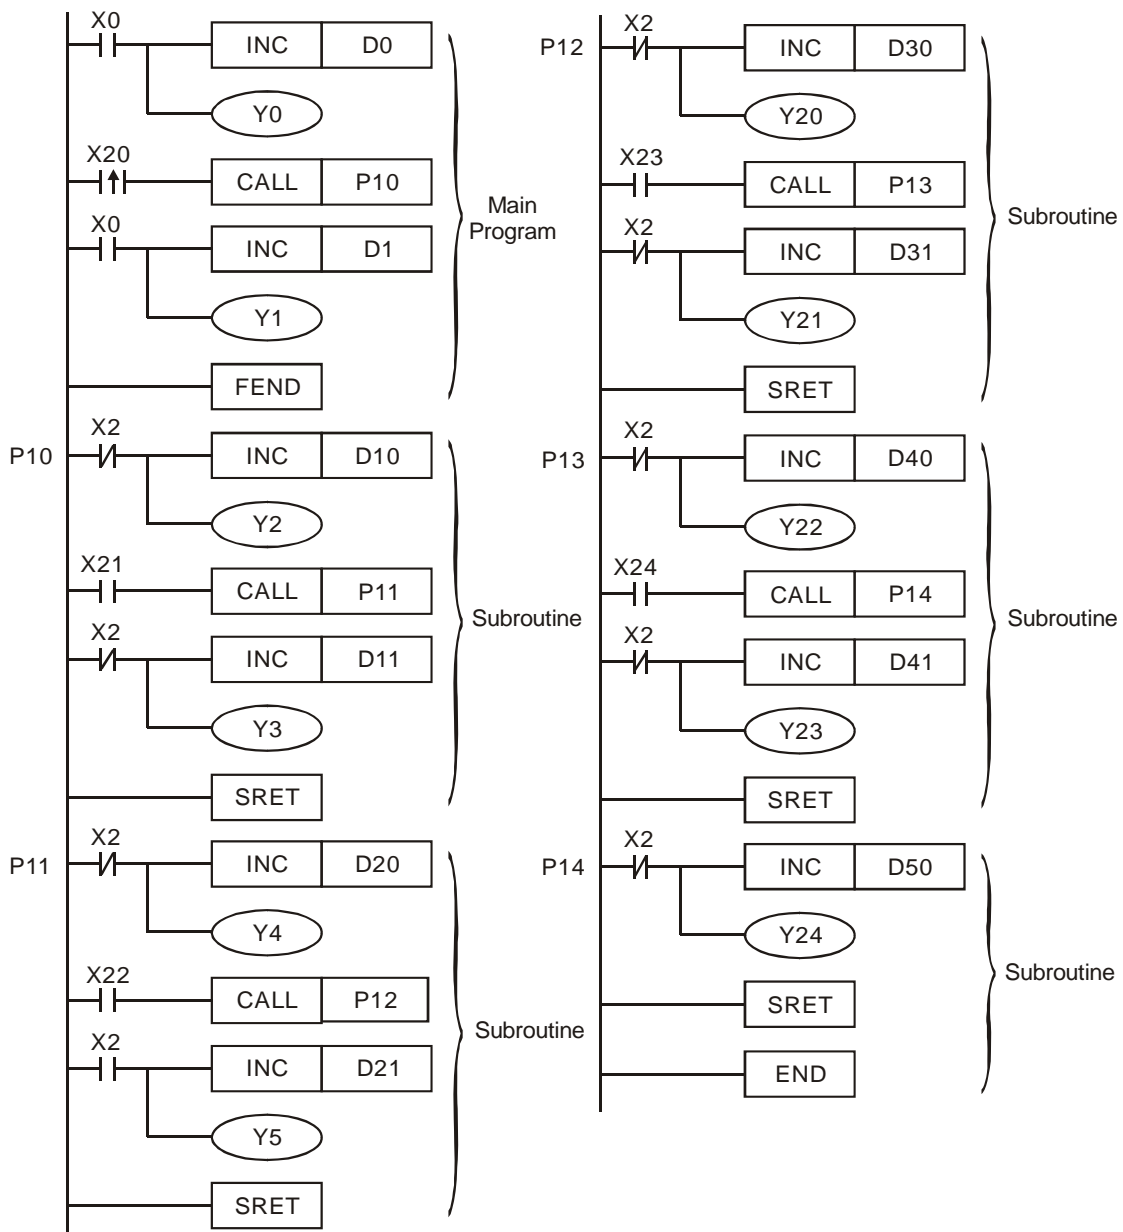 X0
INC D0
Y0
X20
CALL P10
X0
INC D1
Y1
FEND
Main
Program
P10
X2
INC D10
Y2
X21
CALL P11
X2
INC D11
Y3
SRET
Subroutine
P11
X2
INC D20
Y4
X22
CALL P12
X2
INC D21
Y5
SRET
Subroutine
P12
X2
INC D30
Y20
X23
CALL P13
X2
INC D31
Y21
SRET
Subroutine
P13
X2
INC D40
Y22
X24
CALL P14
X2
INC D41
Y23
SRET
Subroutine
P14
X2
INC D50
Y24
SRET
END
Subroutine